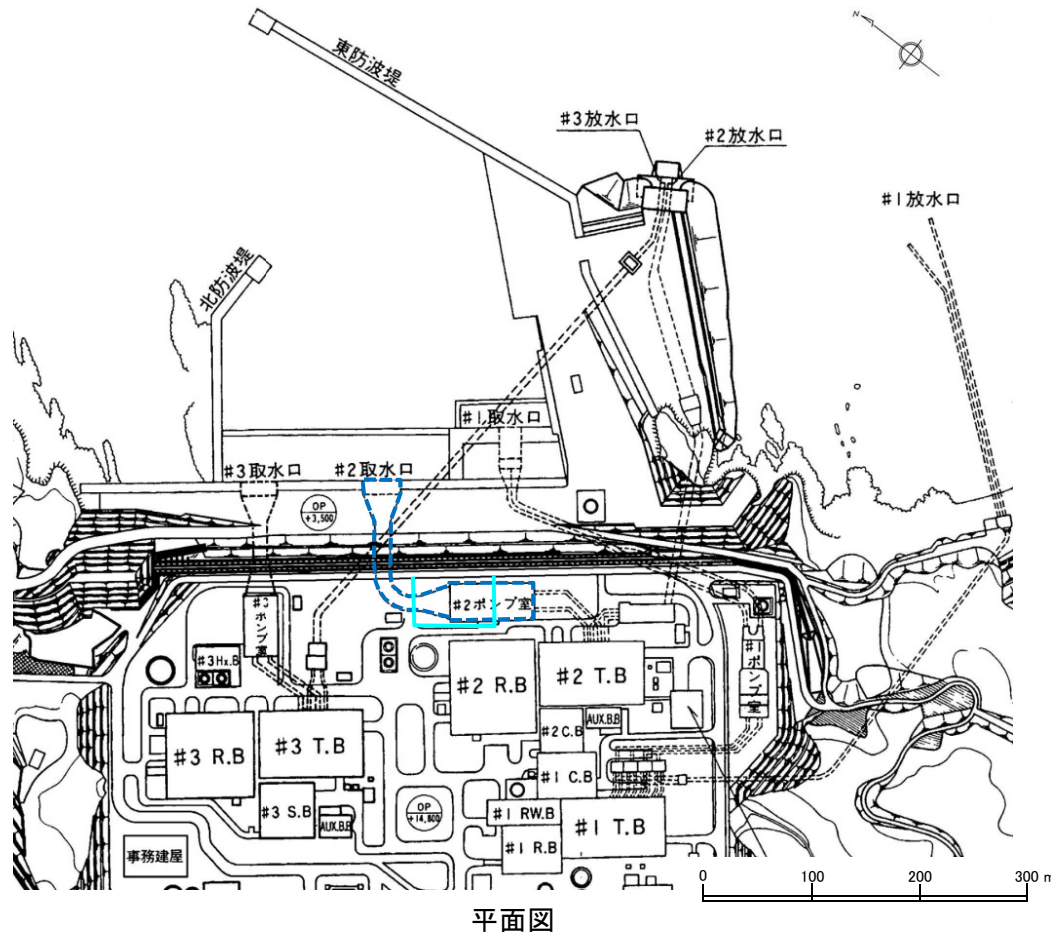 N
東防波堤
#3放水口
#2放水口
#1放水口
北防波堤
#1取水口
#3取水口
#2取水口
OP
+3,500
#3ポンプ室
#2ポンプ室
#1ポンプ室
#3Hx.B
#2 R.B
#2 T.B
AUX.B.B
#2C.B
#3 R.B
#3 T.B
#1 C.B
#3 S.B
AUX.B.B
OP
+14,800
#1 RW.B
#1 T.B
#1 R.B
事務建屋
0 100 200 300 m
平面図